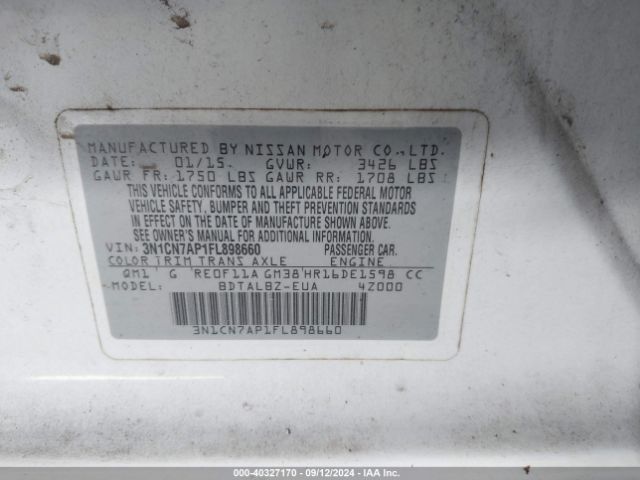 MANUFACTURED BY NISSAN MOTOR CO.,LTD.
DATE: 01/15. GVWR: 3426 LBS
GAWR FR: 1750 LBS GAWR RR: 1708 LBS
THIS VEHICLE CONFORMS TO ALL APPLICABLE FEDERAL MOTOR
VEHICLE SAFETY, BUMPER AND THEFT PREVENTION STANDARDS
IN EFFECT ON THE DATE OF MANUFACTURE SHOWN ABOVE.
SEE OWNER'S MANUAL FOR ADDITIONAL INFORMATION.
VIN: 3N1CN7AP1FL898660 PASSENGER CAR.
COLOR TRIM TRANS AXLE ENGINE
QM1 G RE0F11A GM38 HR16DE1598 CC
MODEL: BDTALBZ-EUA 4Z000
3N1CN7AP1FL898660
000-40327170 - 09/12/2024 - IAA Inc.